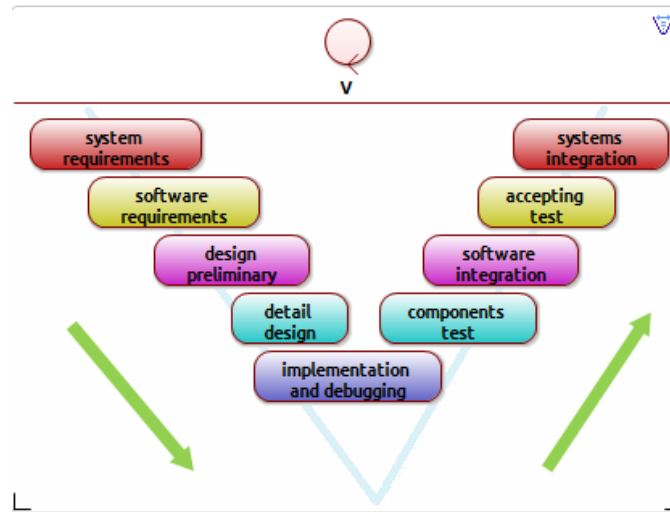 V
system
requirements
systems
integration
software
requirements
accepting
test
design
preliminary
software
integration
detail
design
components
test
implementation
and debugging